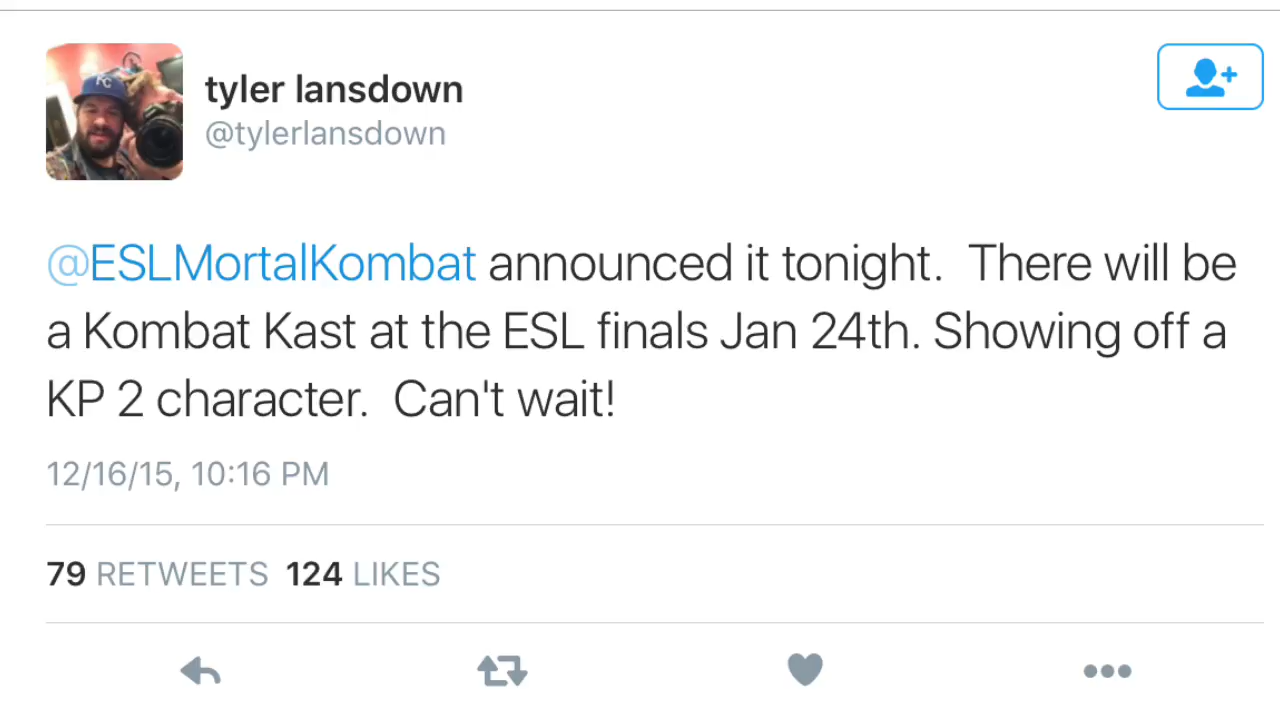 KC
tyler lansdown
@tylerlansdown
@ESLMortalKombat announced it tonight.  There will be
a Kombat Kast at the ESL finals Jan 24th. Showing off a
KP 2 character.  Can't wait!
12/16/15, 10:16 PM
79 RETWEETS 124 LIKES